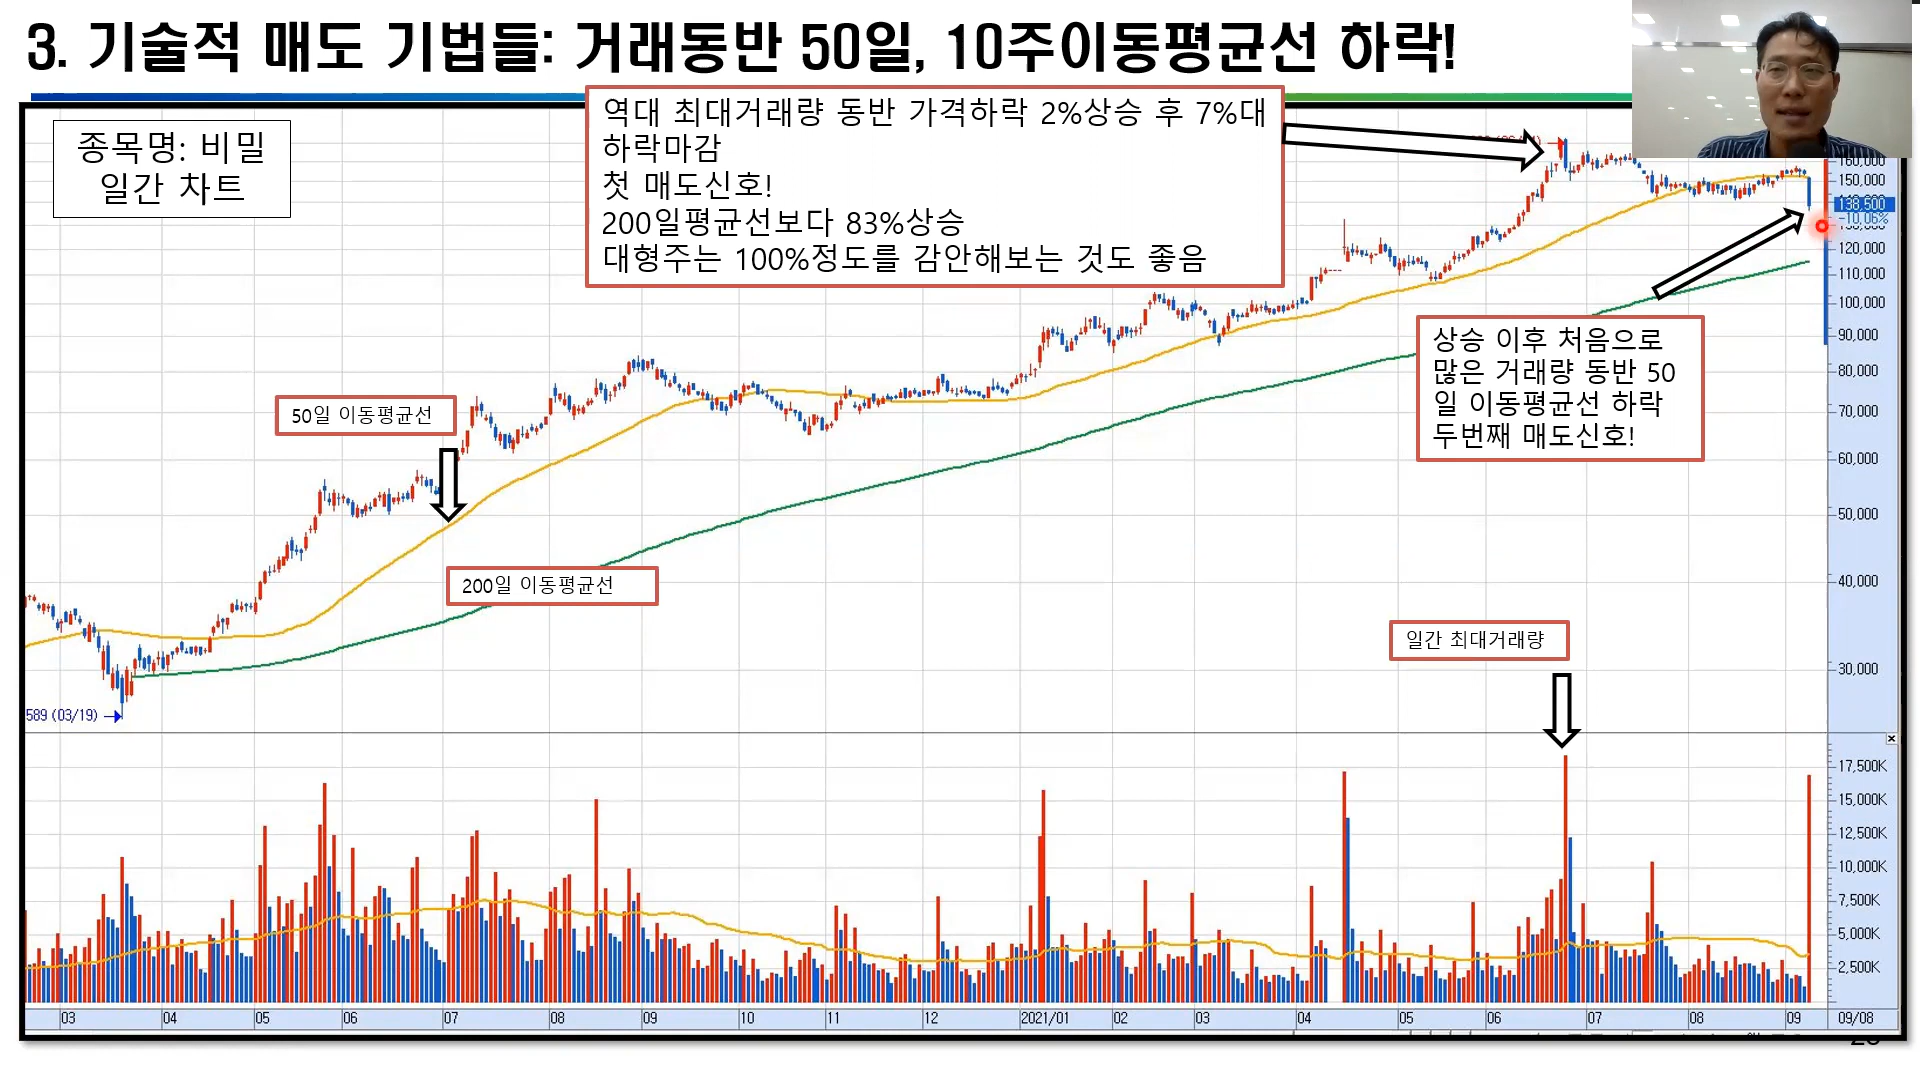 3. 기술적 매도 기법들: 거래동반 50일, 10주이동평균선 하락!
종목명: 비밀
일간 차트
역대 최대거래량 동반 가격하락 2%상승 후 7%대
하락마감
첫 매도신호!
200일평균선보다 83%상승
대형주는 100%정도를 감안해보는 것도 좋음
상승 이후 처음으로
많은 거래량 동반 50
일 이동평균선 하락
두번째 매도신호!
50일 이동평균선
200일 이동평균선
일간 최대거래량
589 (03/19)
160,000
150,000
138,500
-10.06%
120,000
110,000
100,000
90,000
80,000
70,000
60,000
50,000
40,000
30,000
17,500K
15,000K
12,500K
10,000K
7,500K
5,000K
2,500K
03 04 05 06 07 08 09 10 11 12 2021/01 02 03 04 05 06 07 08 09 09/08